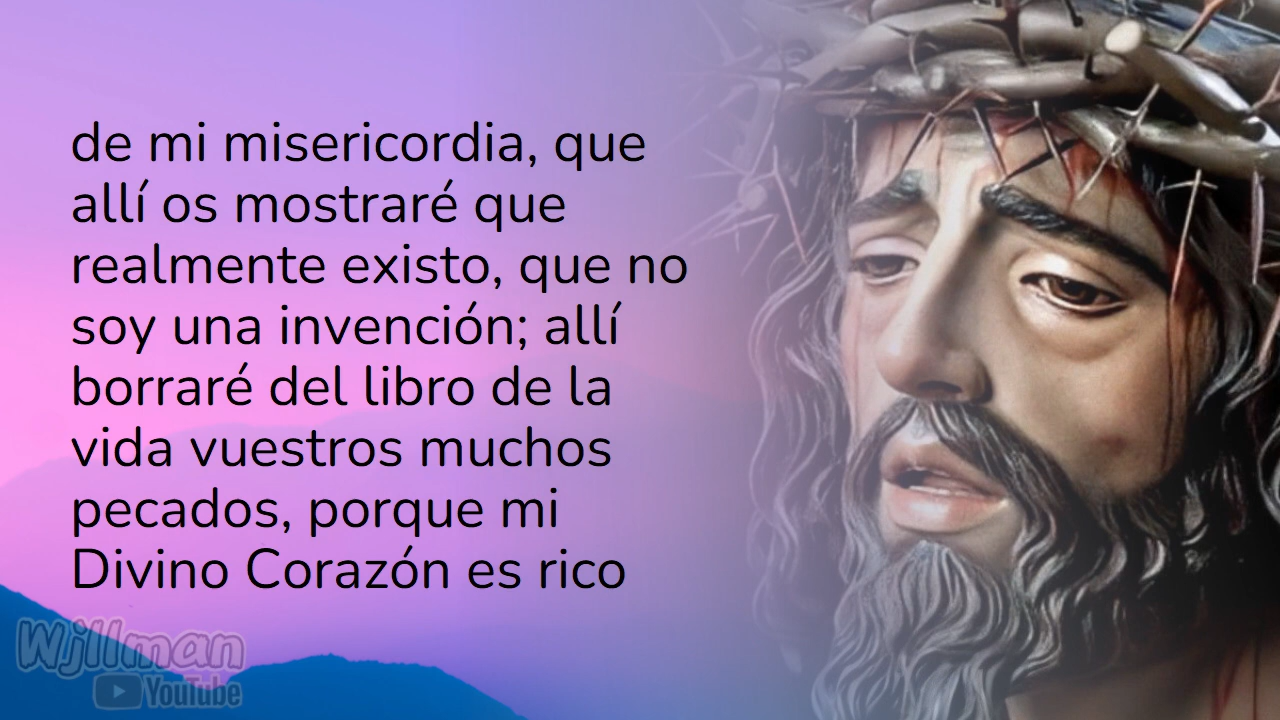 de mi misericordia, que
allí os mostraré que
realmente existo, que no
soy una invención; allí
borraré del libro de la
vida vuestros muchos
pecados, porque mi
Divino Corazón es rico
Wjllman
YouTube